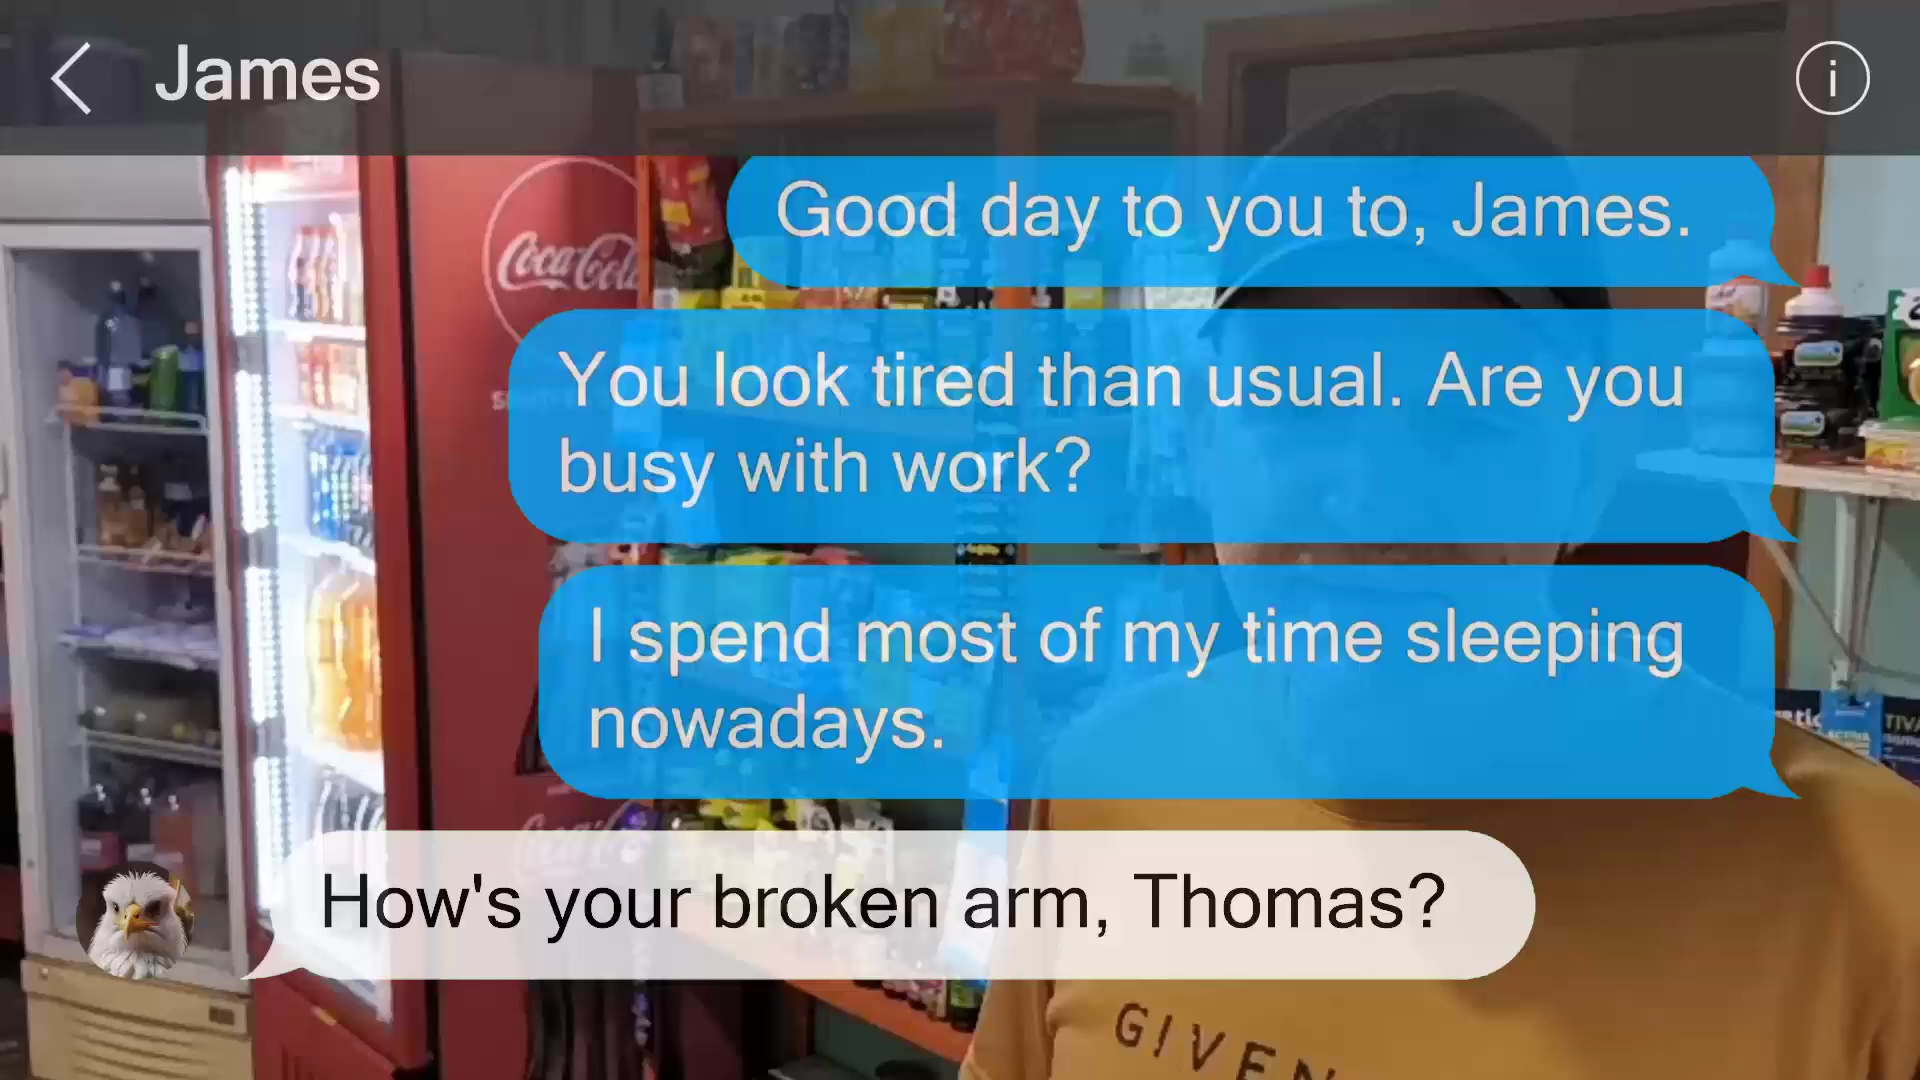 James
i
Good day to you to, James.
Coca-Cola
You look tired than usual. Are you
busy with work?
I spend most of my time sleeping
nowadays.
How's your broken arm, Thomas?
GIVEN